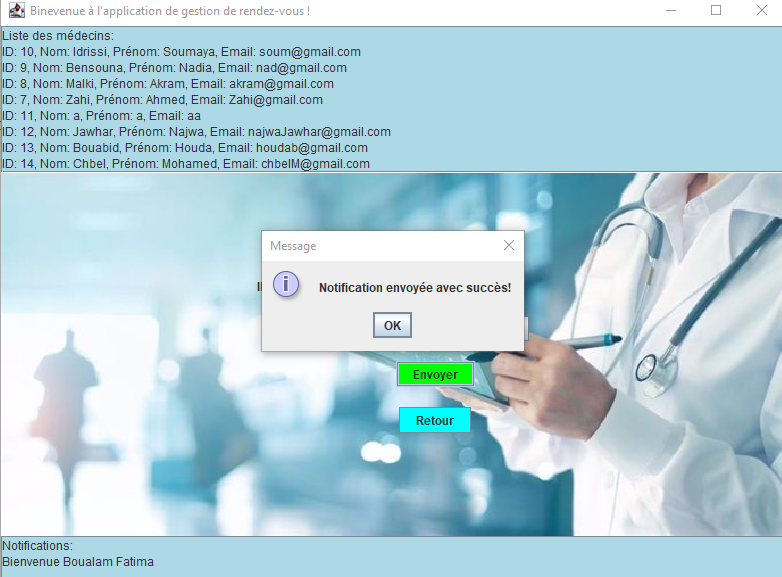 Binevenue à l'application de gestion de rendez-vous !
Liste des médecins:
ID: 10, Nom: Idrissi, Prénom: Soumaya, Email: soum@gmail.com
ID: 9, Nom: Bensouna, Prénom: Nadia, Email: nad@gmail.com
ID: 8, Nom: Malki, Prénom: Akram, Email: akram@gmail.com
ID: 7, Nom: Zahi, Prénom: Ahmed, Email: Zahi@gmail.com
ID: 11, Nom: a, Prénom: a, Email: aa
ID: 12, Nom: Jawhar, Prénom: Najwa, Email: najwaJawhar@gmail.com
ID: 13, Nom: Bouabid, Prénom: Houda, Email: houdab@gmail.com
ID: 14, Nom: Chbel, Prénom: Mohamed, Email: chbelM@gmail.com
Message
Notification envoyée avec succès!
OK
Envoyer
Retour
Notifications:
Bienvenue Boualam Fatima